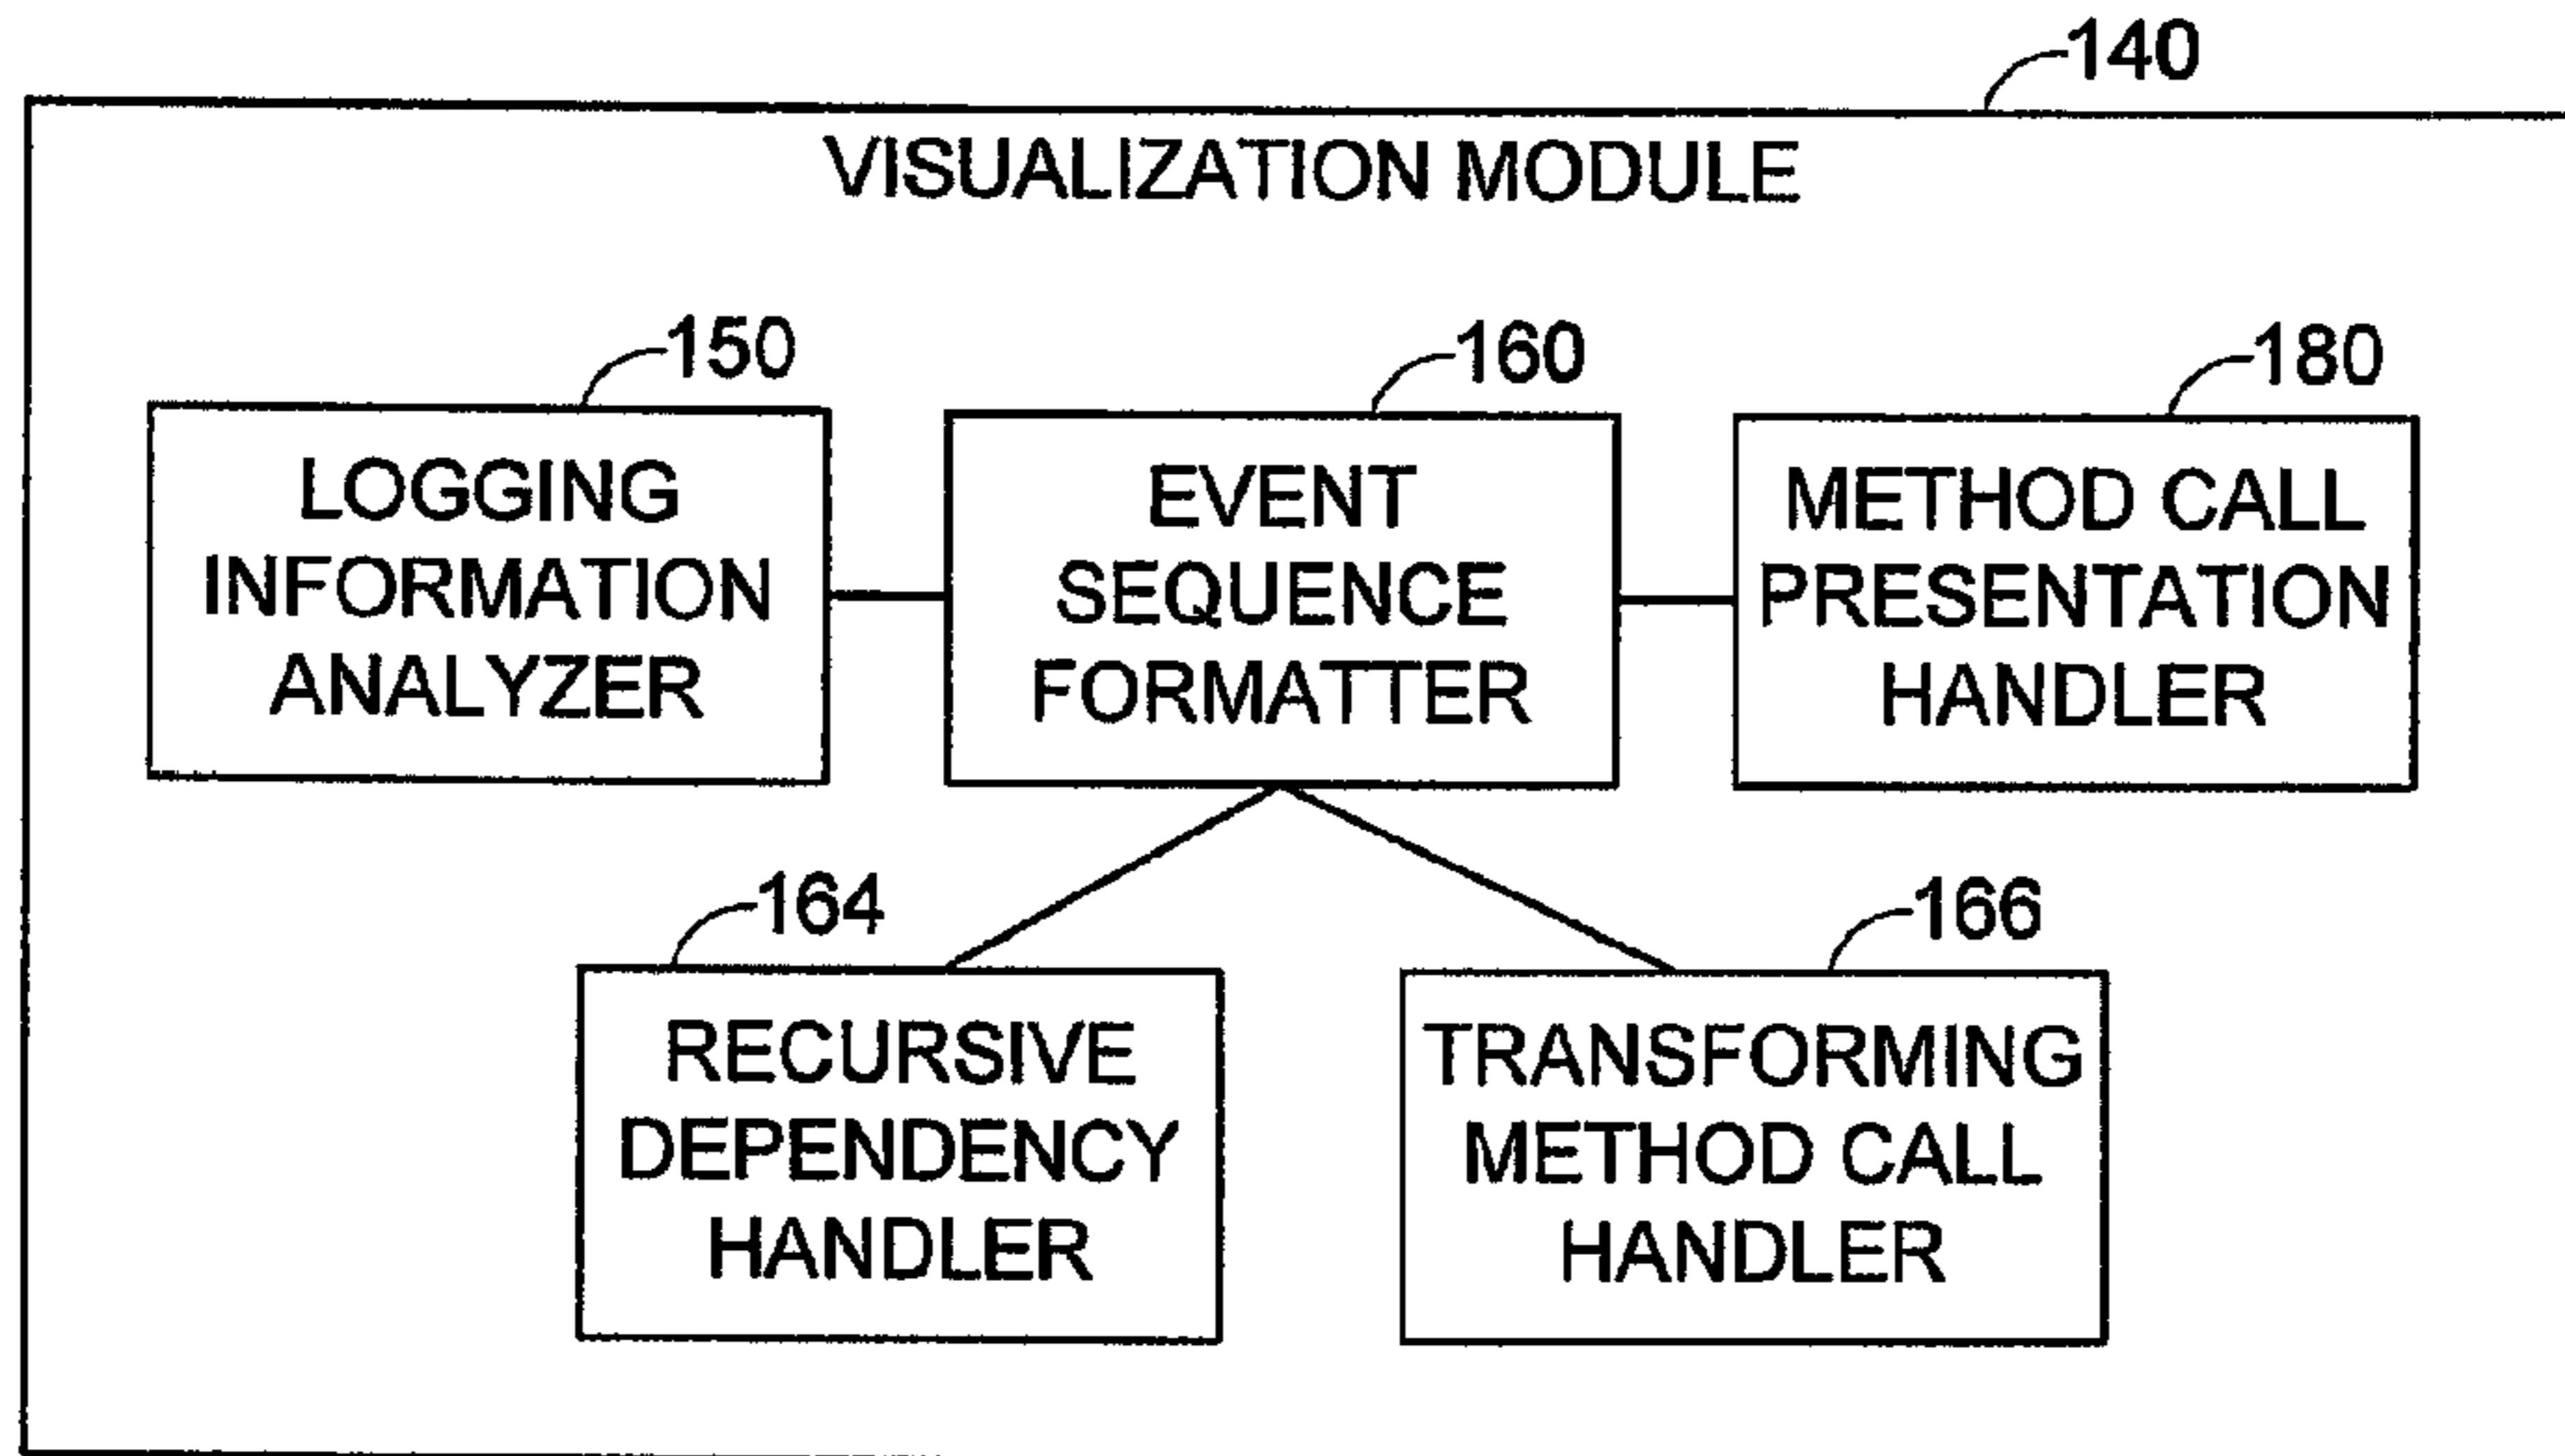 140
VISUALIZATION MODULE
150
LOGGING
INFORMATION
ANALYZER
160
EVENT
SEQUENCE
FORMATTER
180
METHOD CALL
PRESENTATION
HANDLER
164
RECURSIVE
DEPENDENCY
HANDLER
166
TRANSFORMING
METHOD CALL
HANDLER